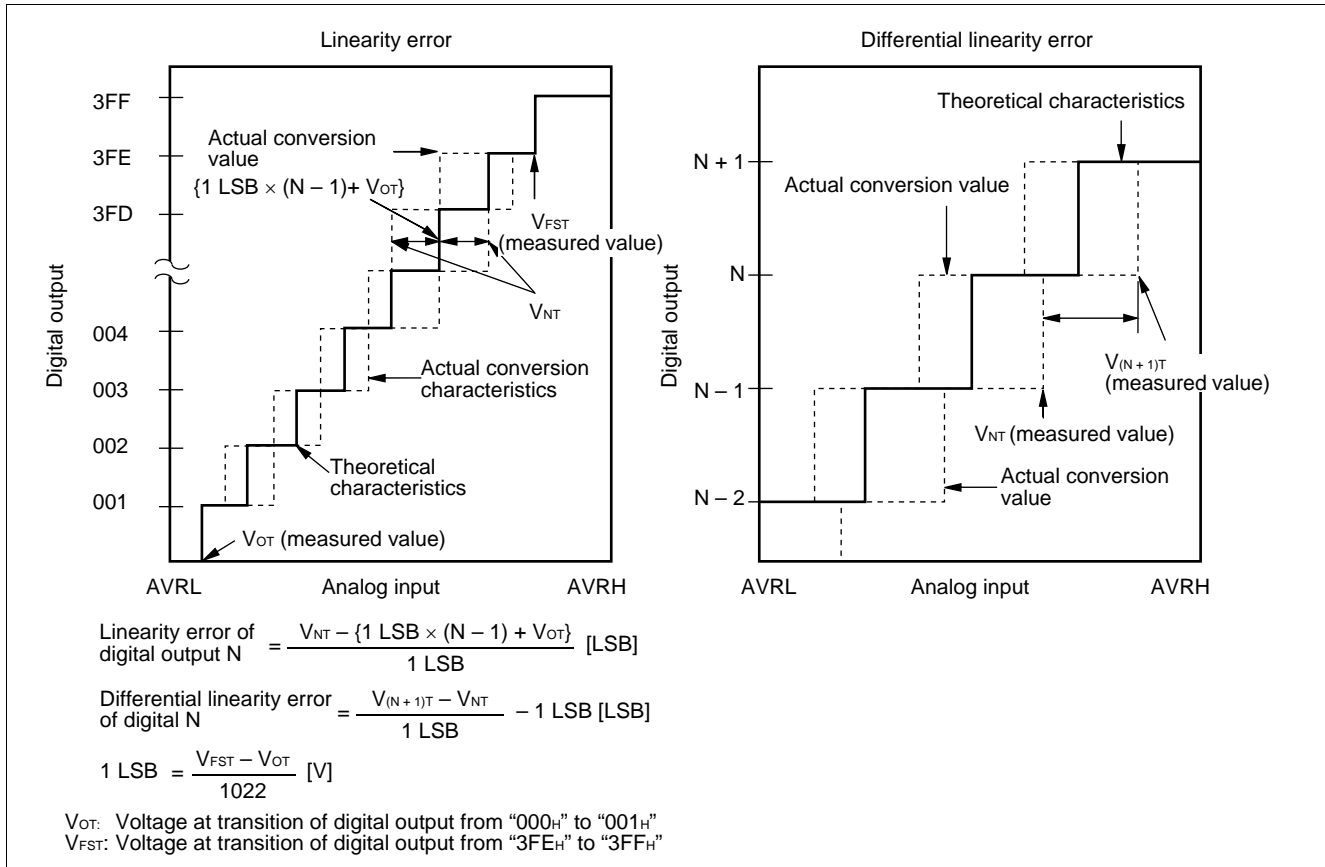 Linearity error
3FF
3FE
3FD
004
003
002
001
Digital output
Actual conversion
value
{1 LSB × (N – 1)+ VOT}
VFST
(measured value)
VNT
Actual conversion
characteristics
Theoretical
characteristics
VOT (measured value)
AVRL
Analog input
AVRH
Differential linearity error
Theoretical characteristics
N + 1
Actual conversion value
N
N – 1
N – 2
Digital output
V(N + 1)T
(measured value)
VNT (measured value)
Actual conversion
value
AVRL
Analog input
AVRH
Linearity error of
digital output N
=
VNT – {1 LSB × (N – 1) + VOT}
1 LSB
[LSB]
Differential linearity error
of digital N
=
V(N + 1)T – VNT
1 LSB
– 1 LSB [LSB]
1 LSB =
VFST – VOT
1022
[V]
VOT: Voltage at transition of digital output from “000H” to “001H”
VFST: Voltage at transition of digital output from “3FEH” to “3FFH”